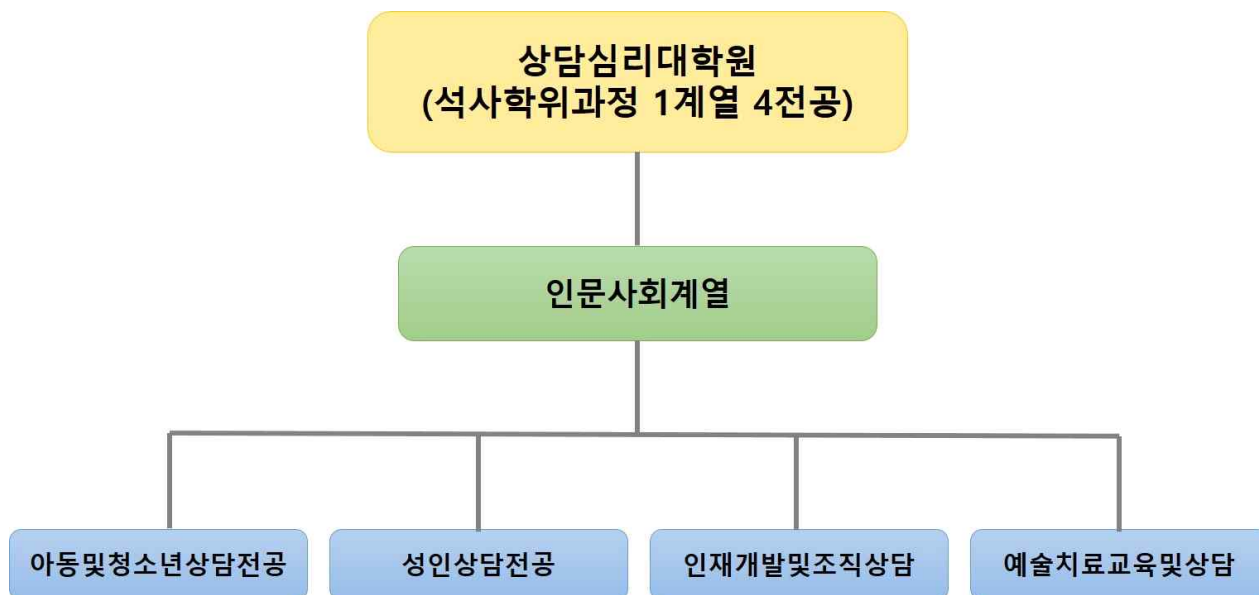 상담심리대학원
(석사학위과정 1계열 4전공)
인문사회계열
아동및청소년상담전공
성인상담전공
인재개발및조직상담
예술치료교육및상담